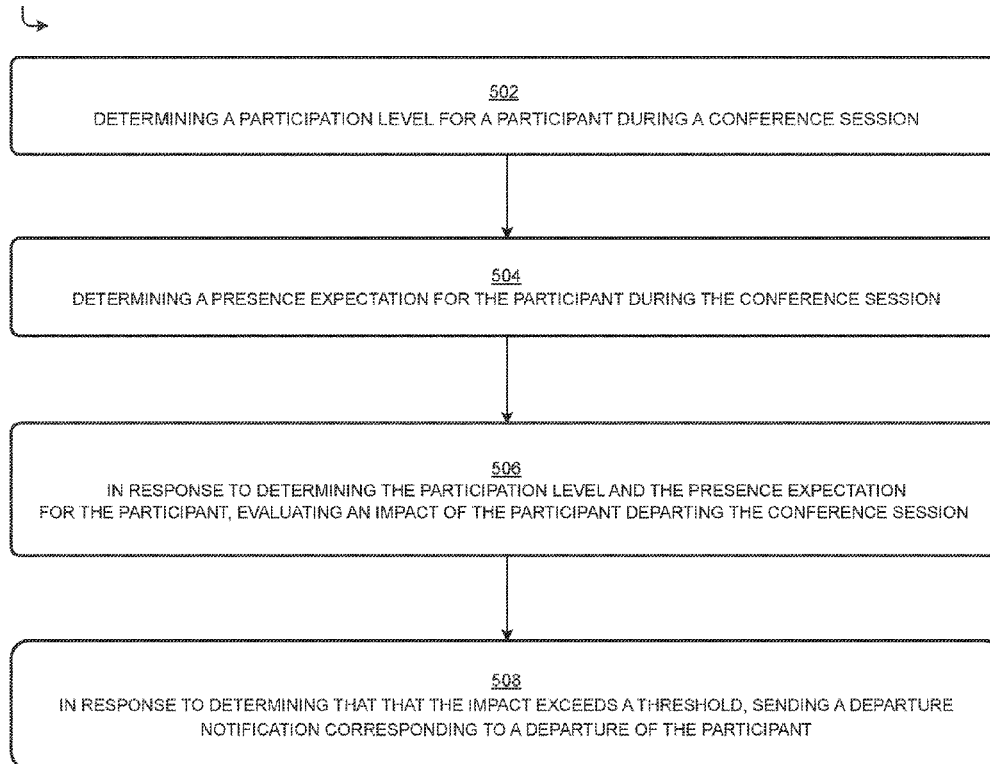 502
DETERMINING A PARTICIPATION LEVEL FOR A PARTICIPANT DURING A CONFERENCE SESSION
504
DETERMINING A PRESENCE EXPECTATION FOR THE PARTICIPANT DURING THE CONFERENCE SESSION
506
IN RESPONSE TO DETERMINING THE PARTICIPATION LEVEL AND THE PRESENCE EXPECTATION
FOR THE PARTICIPANT, EVALUATING AN IMPACT OF THE PARTICIPANT DEPARTING THE CONFERENCE SESSION
508
IN RESPONSE TO DETERMINING THAT THAT THE IMPACT EXCEEDS A THRESHOLD, SENDING A DEPARTURE
NOTIFICATION CORRESPONDING TO A DEPARTURE OF THE PARTICIPANT